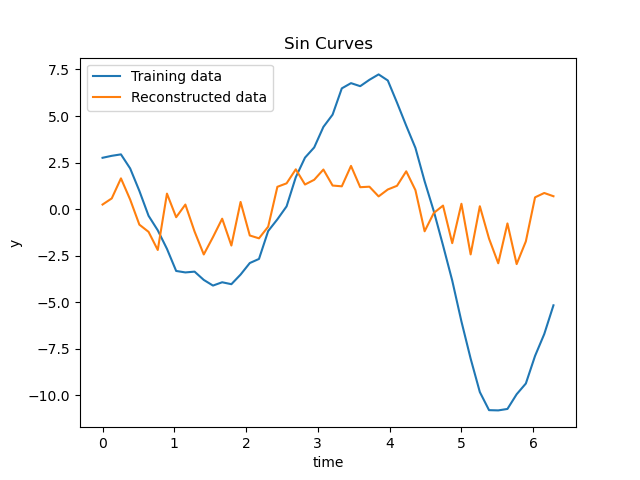 Sin Curves
Training data
Reconstructed data
7.5
5.0
2.5
0.0
−2.5
−5.0
−7.5
−10.0
y
0 1 2 3 4 5 6
time